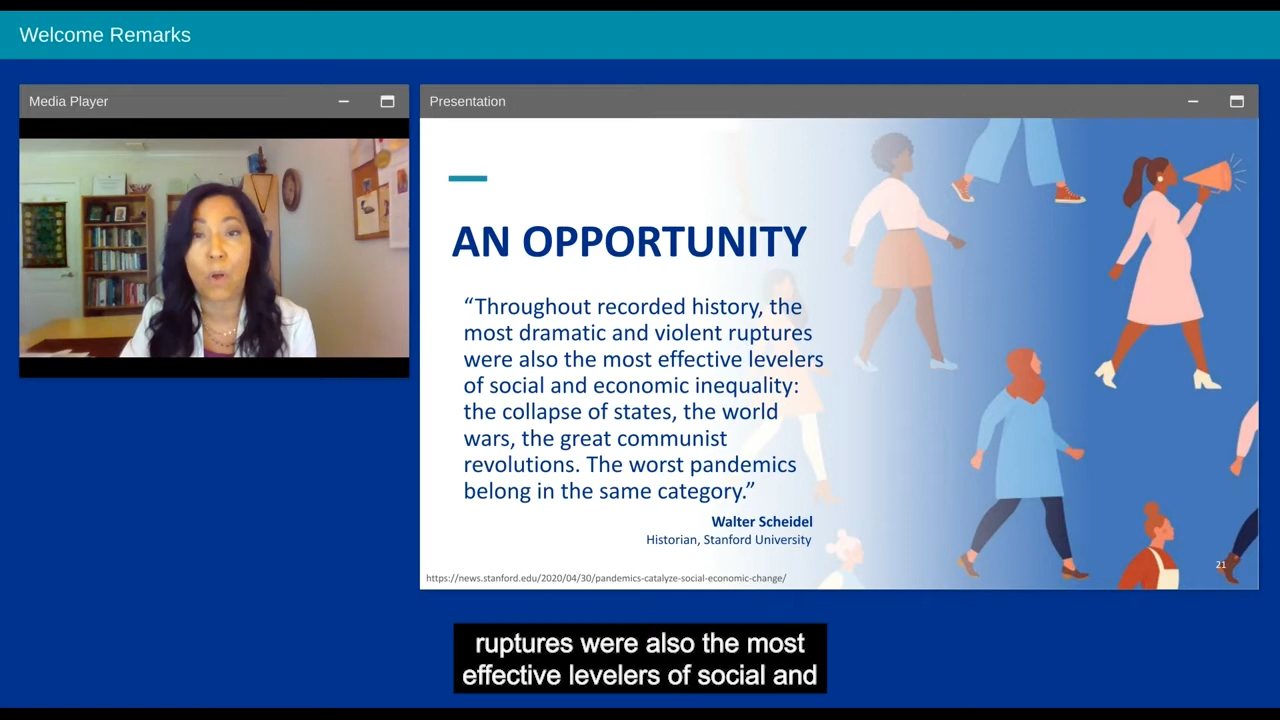 Welcome Remarks
Media Player
Presentation
AN OPPORTUNITY
“Throughout recorded history, the
most dramatic and violent ruptures
were also the most effective levelers
of social and economic inequality:
the collapse of states, the world
wars, the great communist
revolutions. The worst pandemics
belong in the same category.”
Walter Scheidel
Historian, Stanford University
21
https://news.stanford.edu/2020/04/30/pandemics-catalyze-social-economic-change/
ruptures were also the most
effective levelers of social and